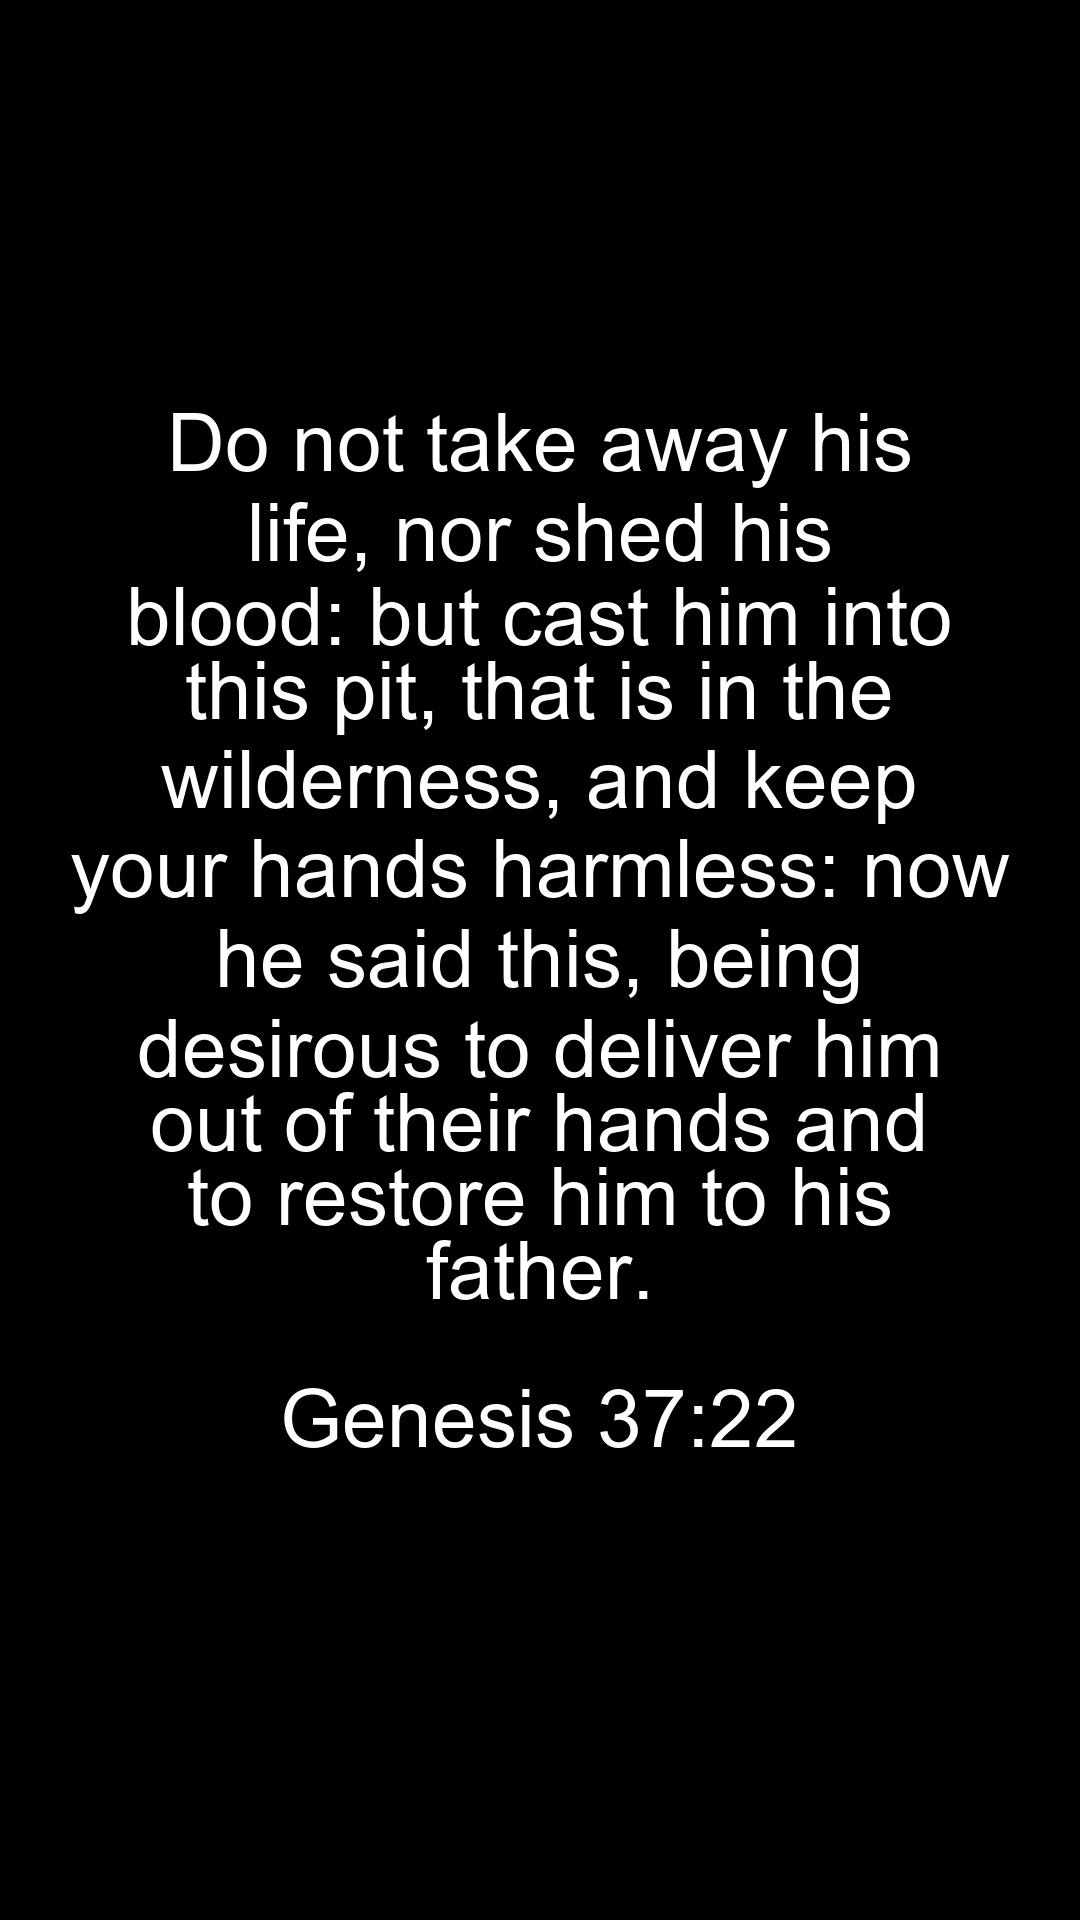 Do not take away his
life, nor shed his
blood: but cast him into
this pit, that is in the
wilderness, and keep
your hands harmless: now
he said this, being
desirous to deliver him
out of their hands and
to restore him to his
father.
Genesis 37:22